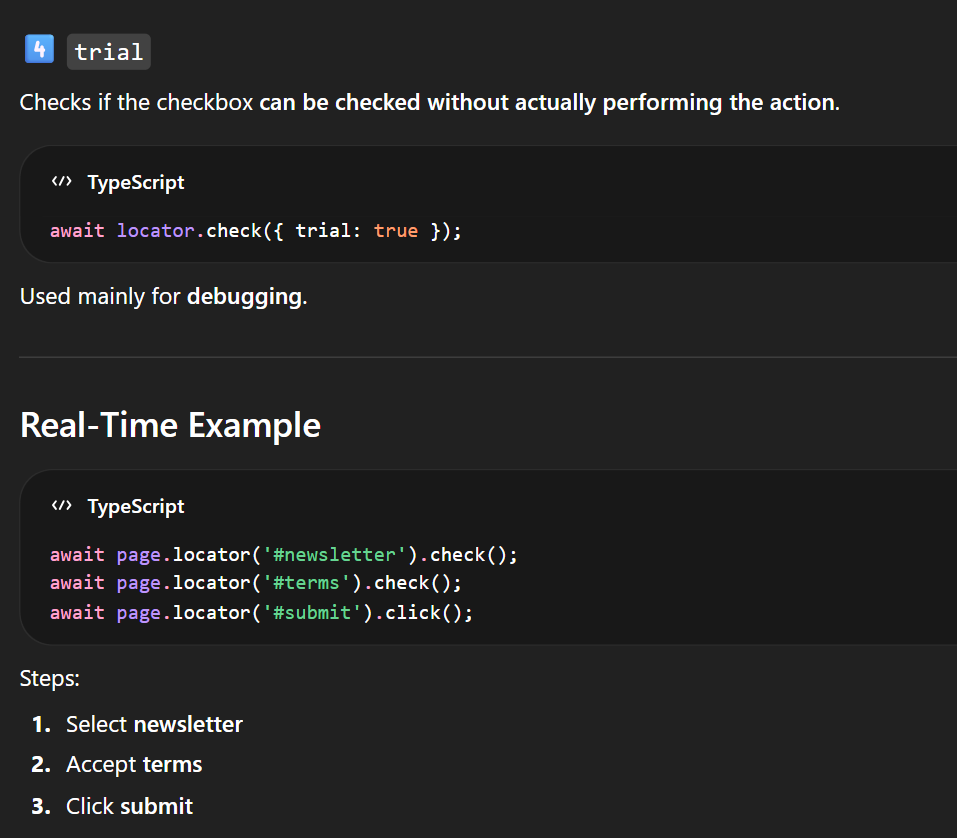 4 trial
Checks if the checkbox can be checked without actually performing the action.
</> TypeScript
await locator.check({ trial: true });
Used mainly for debugging.
Real-Time Example
</> TypeScript
await page.locator('#newsletter').check();
await page.locator('#terms').check();
await page.locator('#submit').click();
Steps:
1. Select newsletter
2. Accept terms
3. Click submit